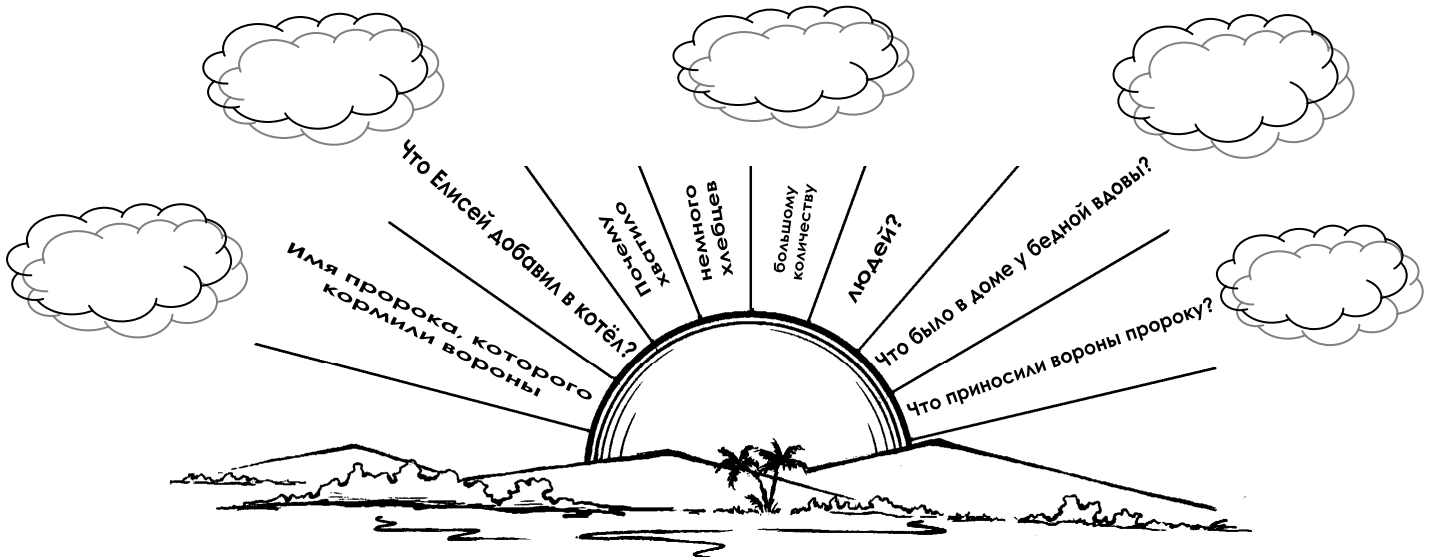 Имя пророка, которого
кормили вороны
Что Елисей добавил в котёл?
Почему
хватило
немного
хлебцев
большому
количеству
людей?
Что было в доме у бедной вдовы?
Что приносили вороны пророку?